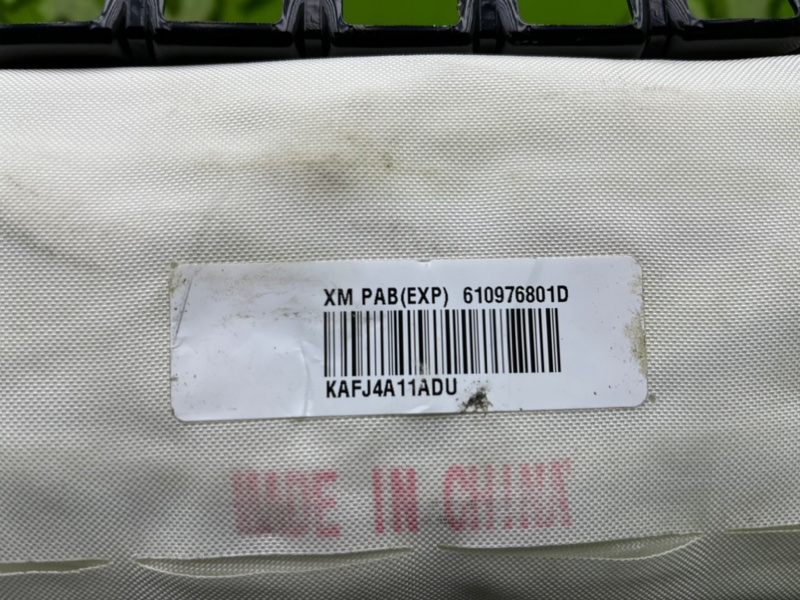 XM PAB(EXP) 610976801D
KAFJ4A11ADU
MADE IN CHINA